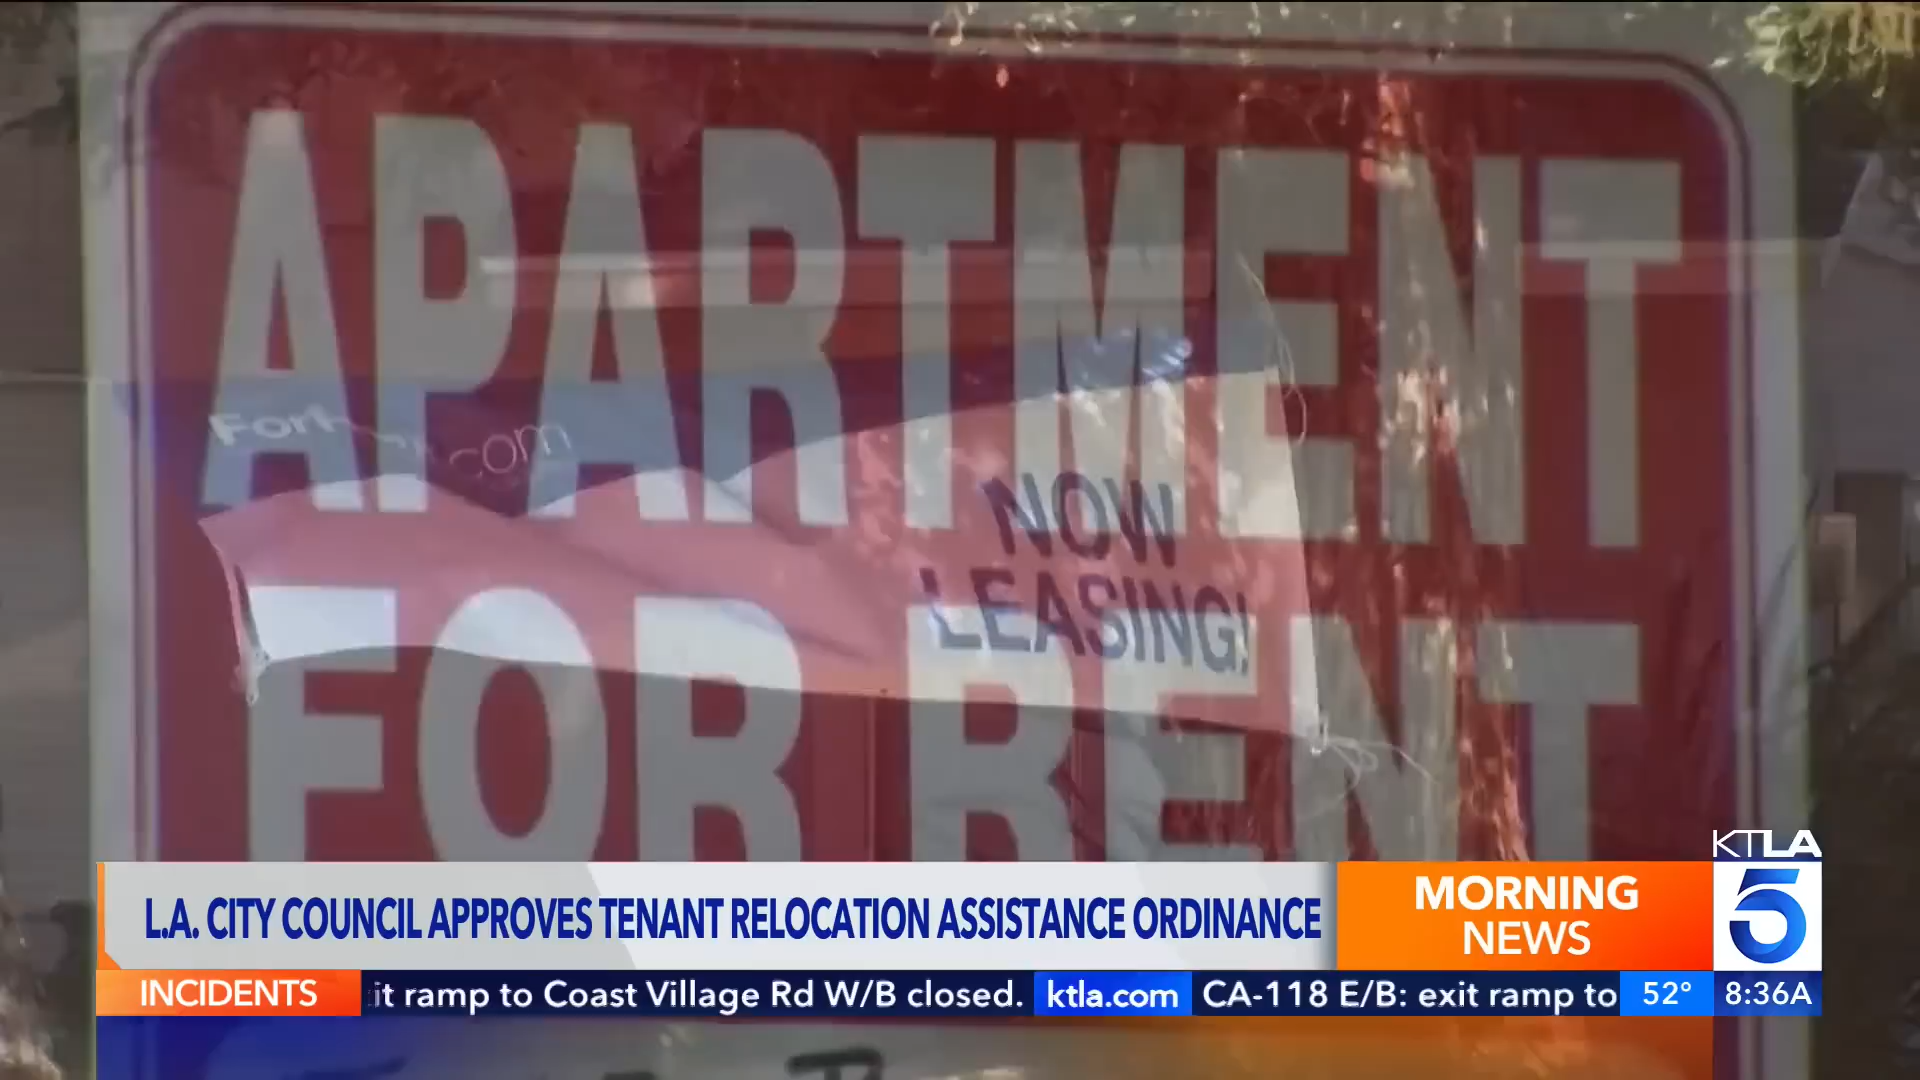 APARTMENT
FOR RENT
.com
NOW
LEASING!
L.A. CITY COUNCIL APPROVES TENANT RELOCATION ASSISTANCE ORDINANCE
MORNING
NEWS
KTLA
5
INCIDENTS it ramp to Coast Village Rd W/B closed. ktla.com CA-118 E/B: exit ramp to 52° 8:36A